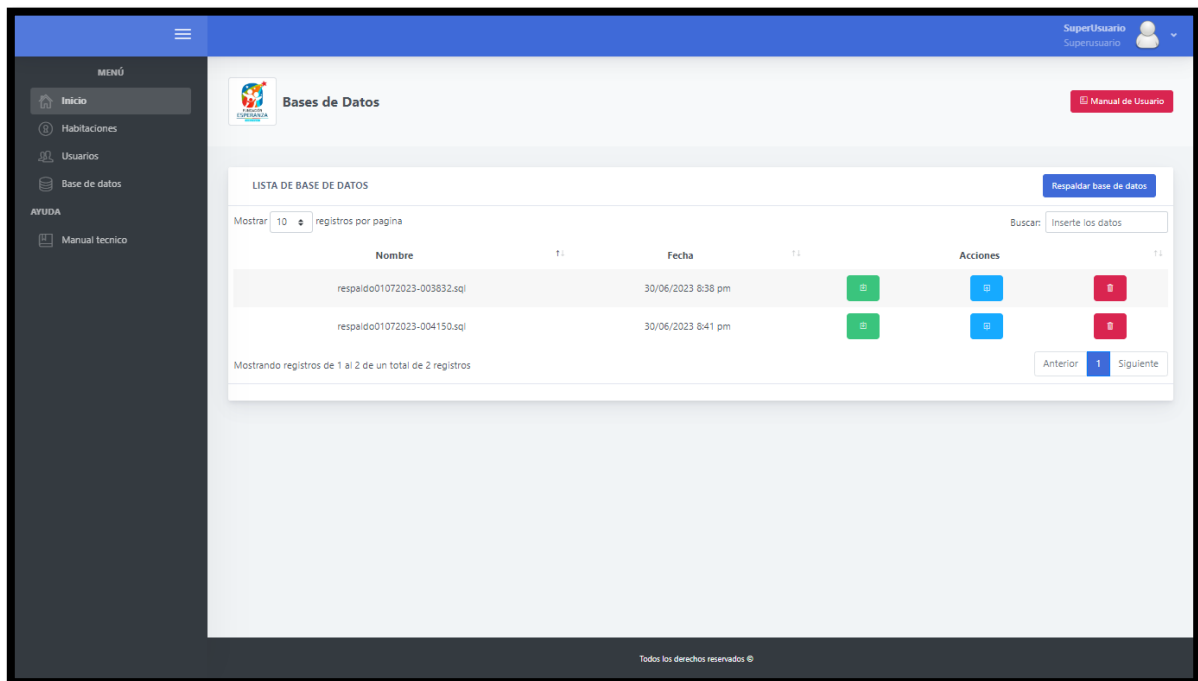 SuperUsuario
Superusuario
MENÚ
Inicio
Habitaciones
Usuarios
Base de datos
AYUDA
Manual tecnico
FUNDACIÓN
ESPERANZA
Bases de Datos
Manual de Usuario
LISTA DE BASE DE DATOS
Respaldar base de datos
Mostrar 10 registros por pagina
Buscar: Inserte los datos
Nombre Fecha Acciones
respaldo01072023-003832.sql 30/06/2023 8:38 pm
respaldo01072023-004150.sql 30/06/2023 8:41 pm
Mostrando registros de 1 al 2 de un total de 2 registros
Anterior 1 Siguiente
Todos los derechos reservados ©